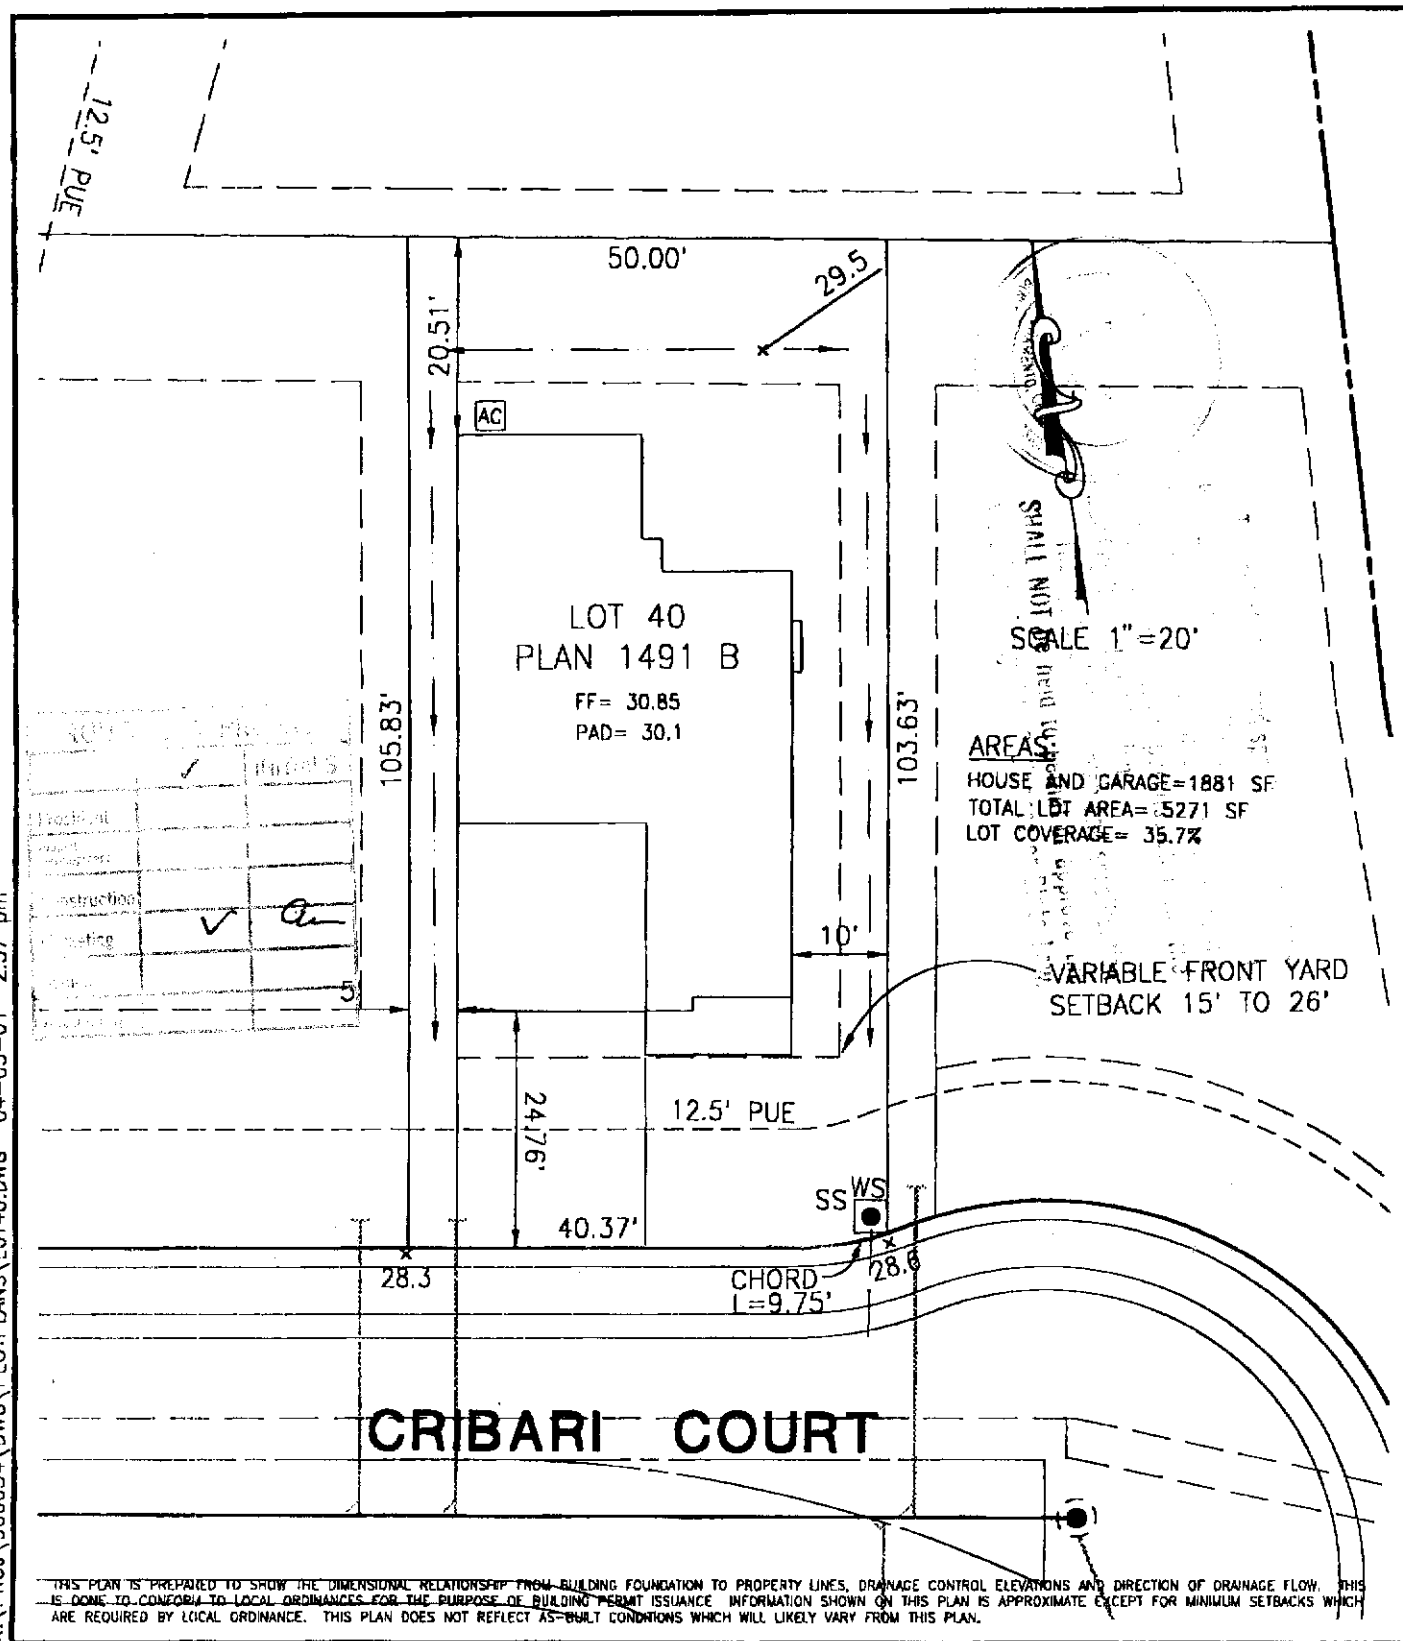 12.5' PUE
50.00'
29.5
20.51'
AC
LOT 40
PLAN 1491 B
FF= 30.85
PAD= 30.1
105.83'
103.63'
SHALL NOT
SCALE 1"=20'
AREAS:
HOUSE AND GARAGE=1881 SF
TOTAL LOT AREA= 5271 SF
LOT COVERAGE= 35.7%
10'
VARIABLE FRONT YARD
SETBACK 15' TO 26'
5'
24.76'
12.5' PUE
SS WS
40.37'
28.3
28.6
CHORD
L=9.75'
CRIBARI COURT
THIS PLAN IS PREPARED TO SHOW THE DIMENSIONAL RELATIONSHIP FROM BUILDING FOUNDATION TO PROPERTY LINES, DRAINAGE CONTROL ELEVATIONS AND DIRECTION OF DRAINAGE FLOW. THIS
IS DONE TO CONFORM TO LOCAL ORDINANCES FOR THE PURPOSE OF BUILDING PERMIT ISSUANCE INFORMATION SHOWN ON THIS PLAN IS APPROXIMATE EXCEPT FOR MINIMUM SETBACKS WHICH
ARE REQUIRED BY LOCAL ORDINANCE. THIS PLAN DOES NOT REFLECT AS-BUILT CONDITIONS WHICH WILL LIKELY VARY FROM THIS PLAN.